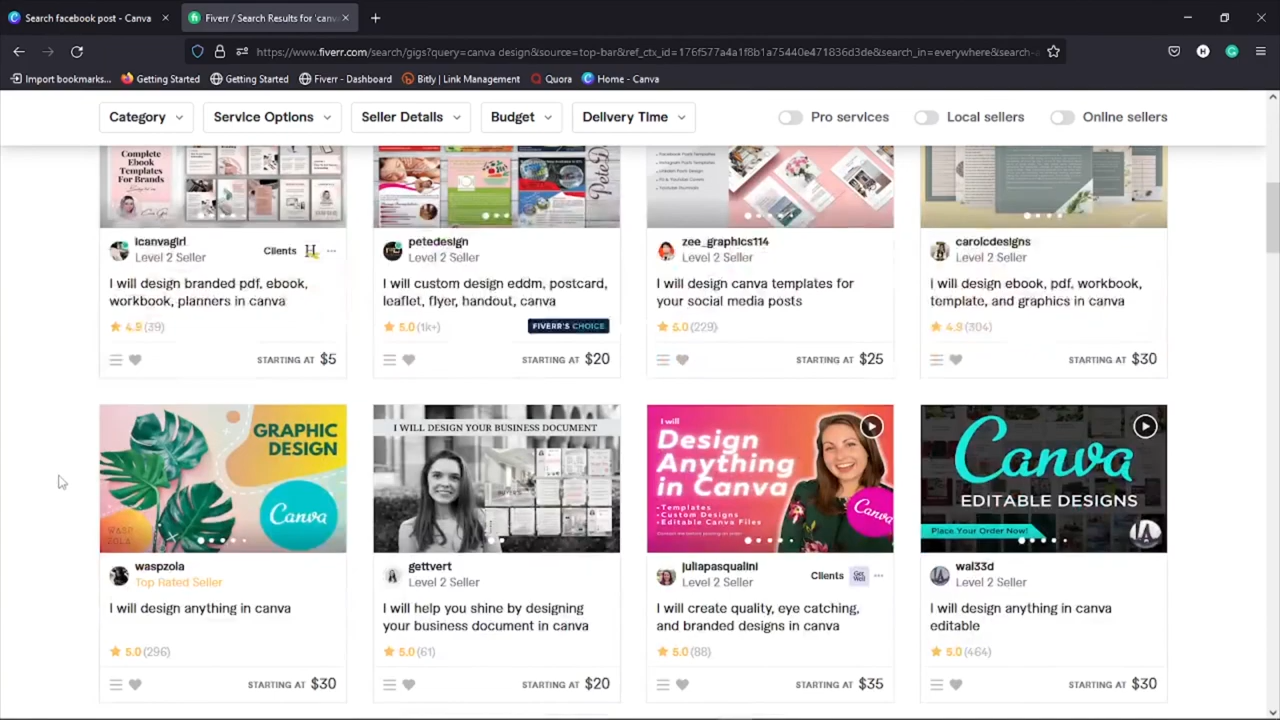 Search facebook post - Canva
Fiverr / Search Results for 'canva
https://www.fiverr.com/search/gigs?query=canva design&source=top-bar&ref_ctx_id=176f577a4a1f8b1a75440e471836d3de&search_in=everywhere&search-
Import bookmarks... Getting Started Getting Started Fiverr - Dashboard Bitly | Link Management Quora Home - Canva
Category Service Options Seller Details Budget Delivery Time Pro services Local sellers Online sellers
Complete
Ebook
Templates
For Brands
icanvagirl
Level 2 Seller
Clients
I will design branded pdf, ebook,
workbook, planners in canva
4.9 (39)
STARTING AT $5
petedesign
Level 2 Seller
I will custom design eddm, postcard,
leaflet, flyer, handout, canva
5.0 (1k+)
FIVERR'S CHOICE
STARTING AT $20
zee_graphics114
Level 2 Seller
I will design canva templates for
your social media posts
5.0 (229)
STARTING AT $25
carolcdesigns
Level 2 Seller
I will design ebook, pdf, workbook,
template, and graphics in canva
4.9 (304)
STARTING AT $30
GRAPHIC
DESIGN
Canva
WASP
ZOLA
waspzola
Top Rated Seller
I will design anything in canva
5.0 (296)
STARTING AT $30
I WILL DESIGN YOUR BUSINESS DOCUMENT
gettvert
Level 2 Seller
I will help you shine by designing
your business document in canva
5.0 (61)
STARTING AT $20
I will
Design
Anything
in Canva
• Templates
• Custom Designs
• Editable Canva Files
Canva
juliapasqualini
Level 2 Seller
Clients
Get
Well
I will create quality, eye catching,
and branded designs in canva
5.0 (88)
STARTING AT $35
Canva
EDITABLE DESIGNS
Place Your Order Now!
wal33d
Level 2 Seller
I will design anything in canva
editable
5.0 (464)
STARTING AT $30